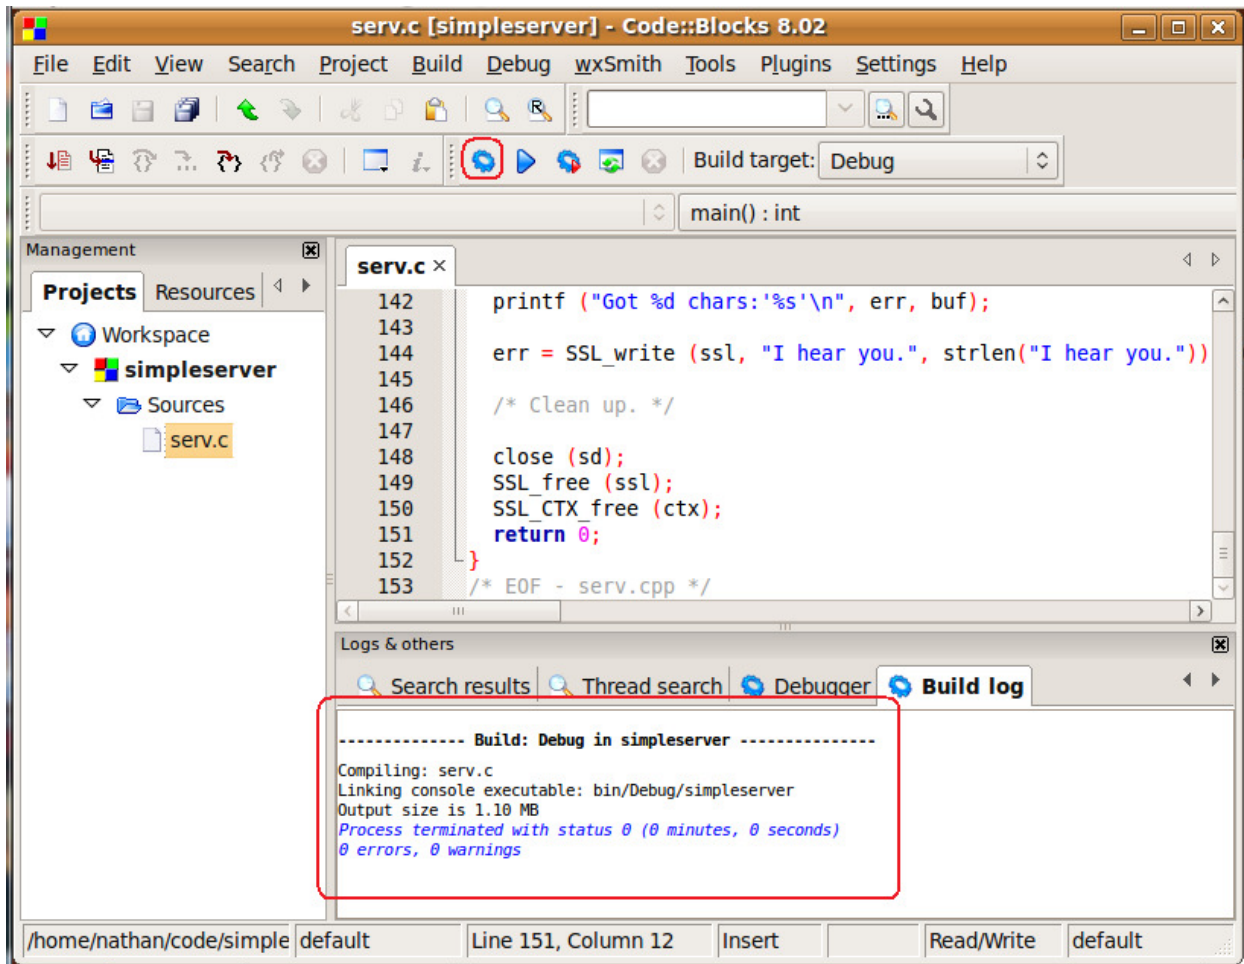 serv.c [simpleserver] - Code::Blocks 8.02
File Edit View Search Project Build Debug wxSmith Tools Plugins Settings Help
Build target: Debug
main() : int
Management
Projects Resources
Workspace
simpleserver
Sources
serv.c
serv.c
142 printf ("Got %d chars:'%s'\n", err, buf);
143
144 err = SSL_write (ssl, "I hear you.", strlen("I hear you."))
145
146 /* Clean up. */
147
148 close (sd);
149 SSL_free (ssl);
150 SSL_CTX_free (ctx);
151 return 0;
152 }
153 /* EOF - serv.cpp */
Logs & others
Search results Thread search Debugger Build log
-------------- Build: Debug in simpleserver ---------------
Compiling: serv.c
Linking console executable: bin/Debug/simpleserver
Output size is 1.10 MB
Process terminated with status 0 (0 minutes, 0 seconds)
0 errors, 0 warnings
/home/nathan/code/simple default Line 151, Column 12 Insert Read/Write default